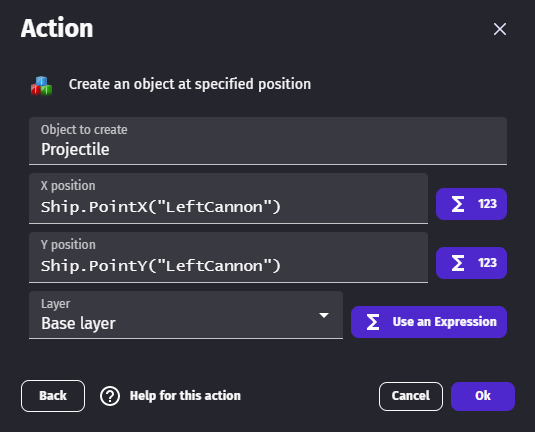 Action
Create an object at specified position
Object to create
Projectile
X position
Ship.PointX("LeftCannon")
123
Y position
Ship.PointY("LeftCannon")
123
Layer
Base layer
Use an Expression
Back
Help for this action
Cancel
Ok